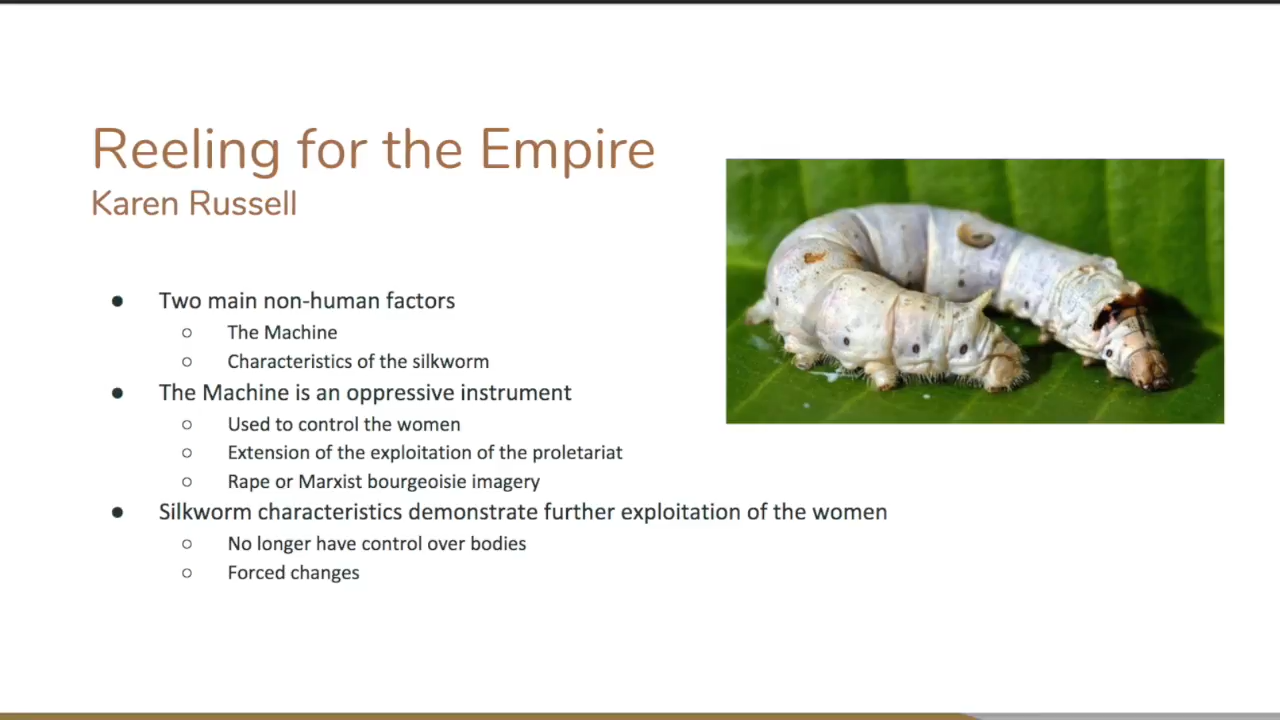 Reeling for the Empire
Karen Russell
● Two main non-human factors
○ The Machine
○ Characteristics of the silkworm
● The Machine is an oppressive instrument
○ Used to control the women
○ Extension of the exploitation of the proletariat
○ Rape or Marxist bourgeoisie imagery
● Silkworm characteristics demonstrate further exploitation of the women
○ No longer have control over bodies
○ Forced changes